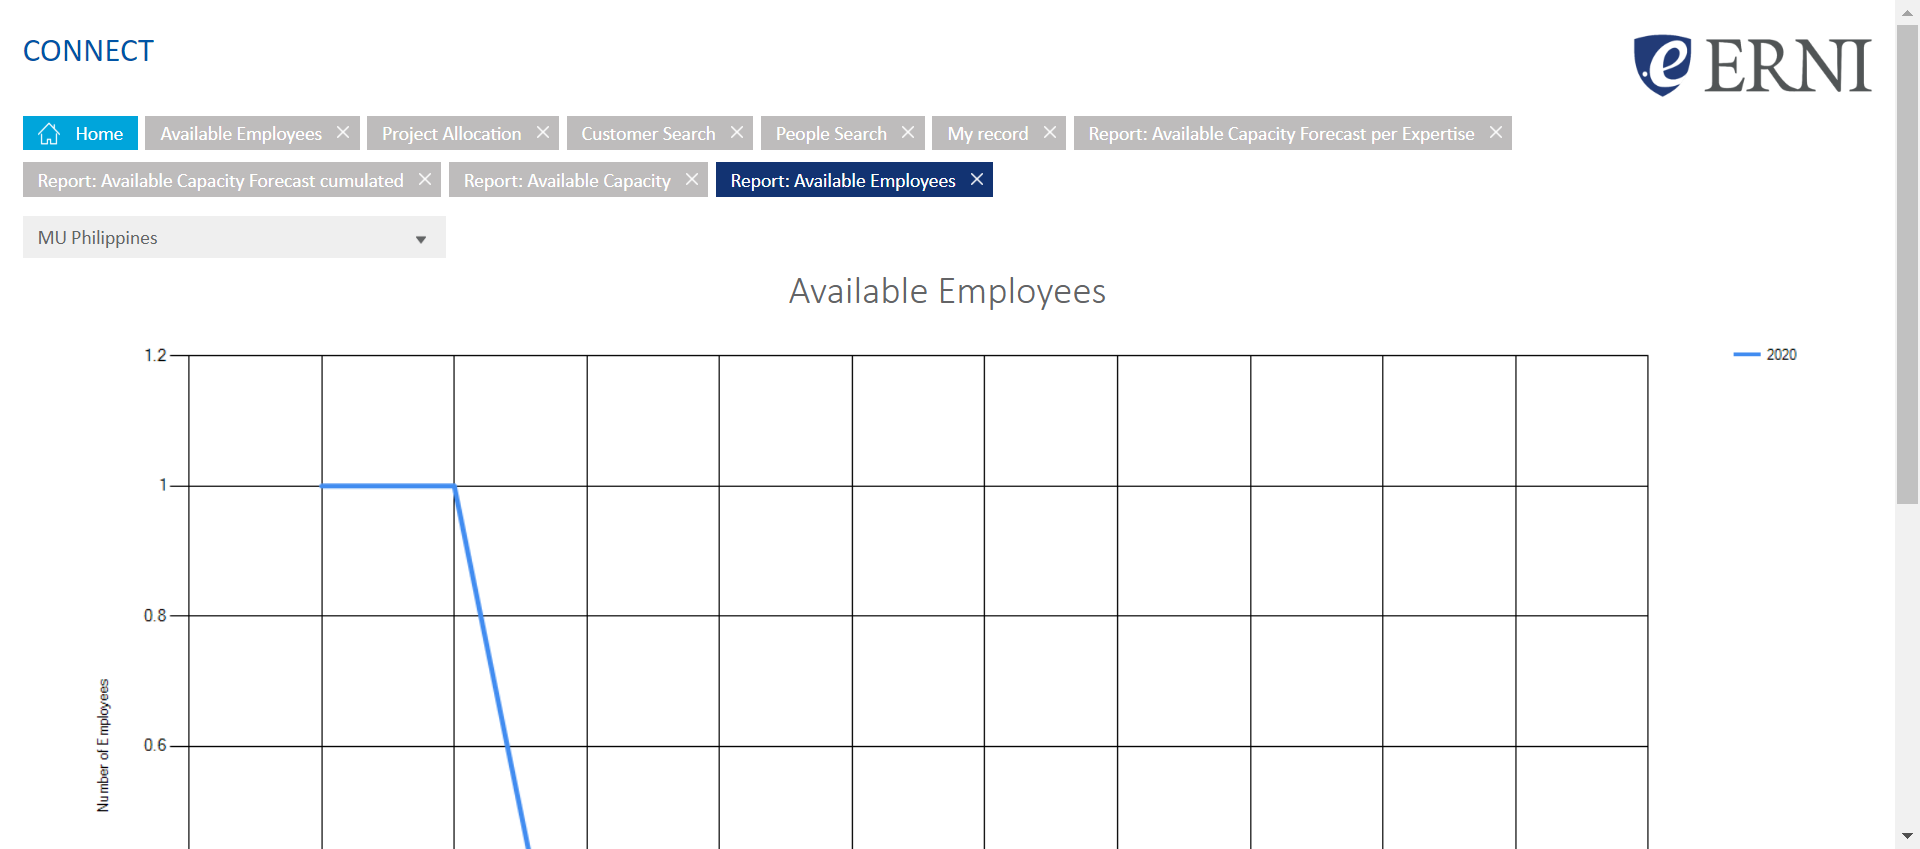 CONNECT
ERNI
Home
Available Employees
Project Allocation
Customer Search
People Search
My record
Report: Available Capacity Forecast per Expertise
Report: Available Capacity Forecast cumulated
Report: Available Capacity
Report: Available Employees
MU Philippines
Available Employees
1.2
2020
1
0.8
0.6
Number of Employees